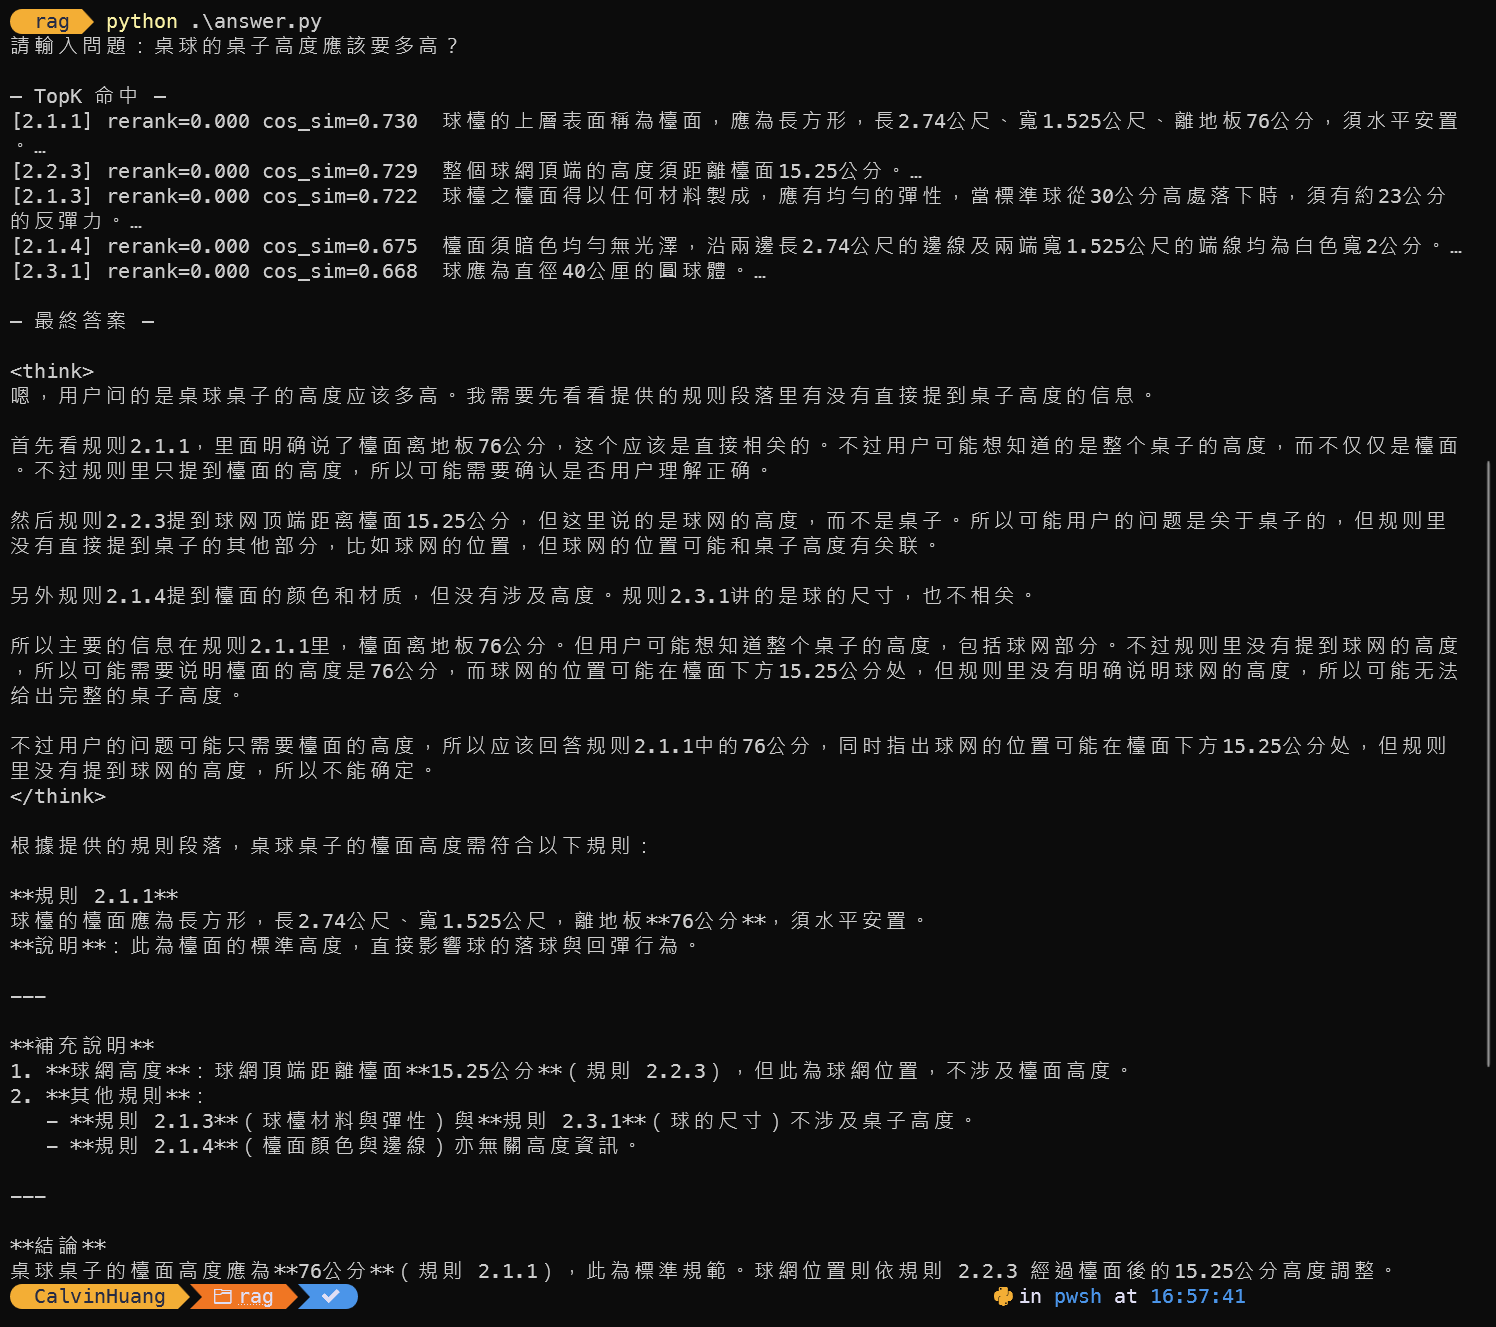 rag python .\answer.py
請輸入問題：桌球的桌子高度應該要多高？
— TopK 命中 —
[2.1.1] rerank=0.000 cos_sim=0.730  球檯的上層表面稱為檯面，應為長方形，長2.74公尺、寬1.525公尺、離地板76公分，須水平安置
。…
[2.2.3] rerank=0.000 cos_sim=0.729  整個球網頂端的高度須距離檯面15.25公分。…
[2.1.3] rerank=0.000 cos_sim=0.722  球檯之檯面得以任何材料製成，應有均勻的彈性，當標準球從30公分高處落下時，須有約23公分
的反彈力。…
[2.1.4] rerank=0.000 cos_sim=0.675  檯面須暗色均勻無光澤，沿兩邊長2.74公尺的邊線及兩端寬1.525公尺的端線均為白色寬2公分。…
[2.3.1] rerank=0.000 cos_sim=0.668  球應為直徑40公厘的圓球體。…
— 最終答案 —
<think>
嗯，用户问的是桌球桌子的高度应该多高。我需要先看看提供的规则段落里有没有直接提到桌子高度的信息。
首先看规则2.1.1，里面明确说了檯面离地板76公分，这个应该是直接相关的。不过用户可能想知道的是整个桌子的高度，而不仅仅是檯面
。不过规则里只提到檯面的高度，所以可能需要确认是否用户理解正确。
然后规则2.2.3提到球网顶端距离檯面15.25公分，但这里说的是球网的高度，而不是桌子。所以可能用户的问题是关于桌子的，但规则里
没有直接提到桌子的其他部分，比如球网的位置，但球网的位置可能和桌子高度有关联。
另外规则2.1.4提到檯面的颜色和材质，但没有涉及高度。规则2.3.1讲的是球的尺寸，也不相关。
所以主要的信息在规则2.1.1里，檯面离地板76公分。但用户可能想知道整个桌子的高度，包括球网部分。不过规则里没有提到球网的高度
，所以可能需要说明檯面的高度是76公分，而球网的位置可能在檯面下方15.25公分处，但规则里没有明确说明球网的高度，所以可能无法
给出完整的桌子高度。
不过用户的问题可能只需要檯面的高度，所以应该回答规则2.1.1中的76公分，同时指出球网的位置可能在檯面下方15.25公分处，但规则
里没有提到球网的高度，所以不能确定。
</think>
根據提供的規則段落，桌球桌子的檯面高度需符合以下規則：
**規則 2.1.1**
球檯的檯面應為長方形，長2.74公尺、寬1.525公尺，離地板**76公分**，須水平安置。
**說明**：此為檯面的標準高度，直接影響球的落球與回彈行為。
———
**補充說明**
1. **球網高度**：球網頂端距離檯面**15.25公分**（規則 2.2.3），但此為球網位置，不涉及檯面高度。
2. **其他規則**：
   - **規則 2.1.3**（球檯材料與彈性）與**規則 2.3.1**（球的尺寸）不涉及桌子高度。
   - **規則 2.1.4**（檯面顏色與邊線）亦無關高度資訊。
———
**結論**
桌球桌子的檯面高度應為**76公分**（規則 2.1.1），此為標準規範。球網位置則依規則 2.2.3 經過檯面後的15.25公分高度調整。
CalvinHuang rag in pwsh at 16:57:41